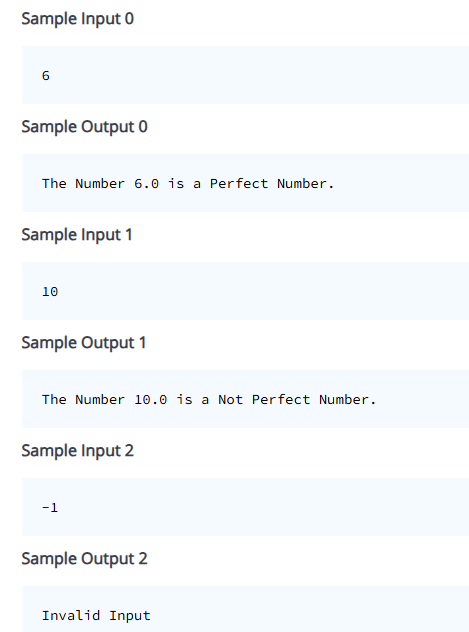 Sample Input 0
6
Sample Output 0
The Number 6.0 is a Perfect Number.
Sample Input 1
10
Sample Output 1
The Number 10.0 is a Not Perfect Number.
Sample Input 2
-1
Sample Output 2
Invalid Input